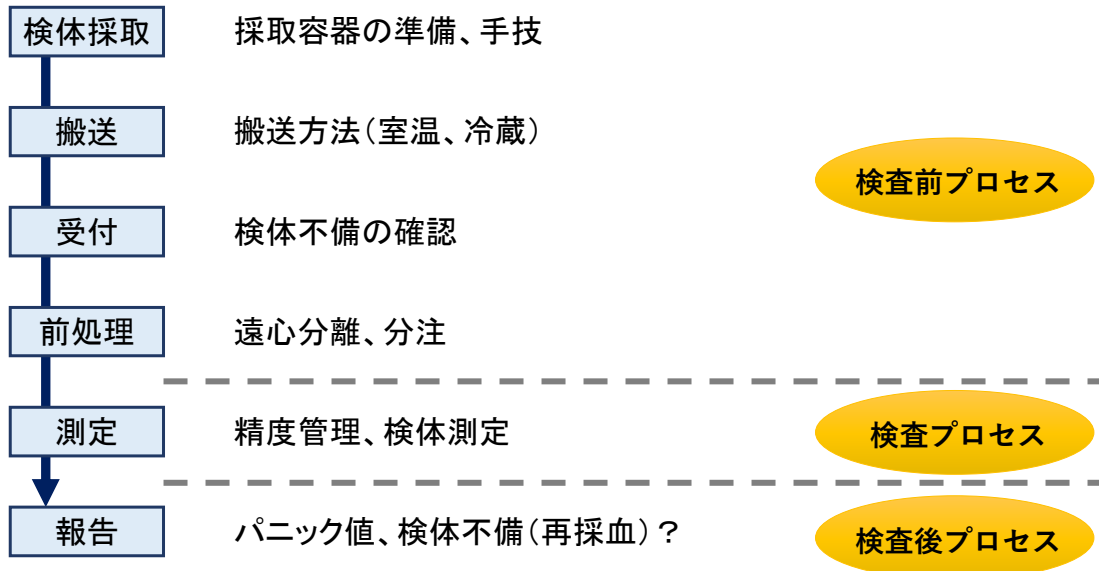 検体採取 採取容器の準備、手技
搬送 搬送方法(室温、冷蔵)
検査前プロセス
受付 検体不備の確認
前処理 遠心分離、分注
測定 精度管理、検体測定 検査プロセス
報告 パニック値、検体不備(再採血)? 検査後プロセス